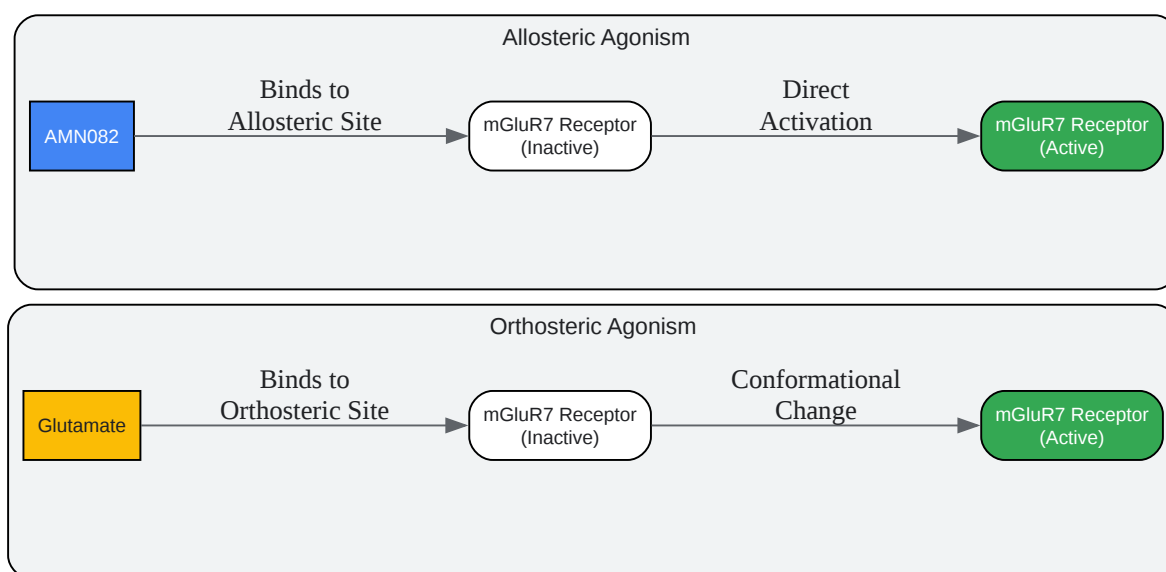 Allosteric Agonism
AMN082
Binds to
Allosteric Site
mGluR7 Receptor
(Inactive)
Direct
Activation
mGluR7 Receptor
(Active)
Orthosteric Agonism
Glutamate
Binds to
Orthosteric Site
mGluR7 Receptor
(Inactive)
Conformational
Change
mGluR7 Receptor
(Active)